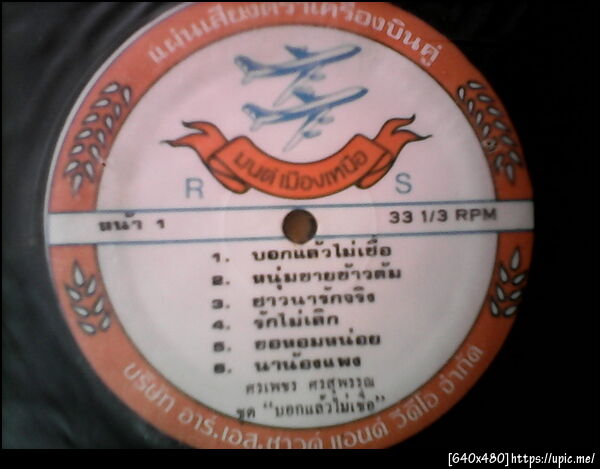 แผ่นเสียงตราเครื่องบินคู่
มนต์เมืองเหนือ
R S
หน้า 1 33 1/3 RPM
1. บอกแล้วไม่เชื่อ
2. หนุ่มขายข้าวต้ม
3. ชาวนารักจริง
4. รักไม่เลิก
5. ขอหอมหน่อย
6. นาน้องแพง
ศรเพชร ศรสุพรรณ
ชุด "บอกแล้วไม่เชื่อ"
บริษัท อาร์.เอส.ซาวด์ แอนด์ วีดีโอ จำกัด
[640x480]https://upic.me/